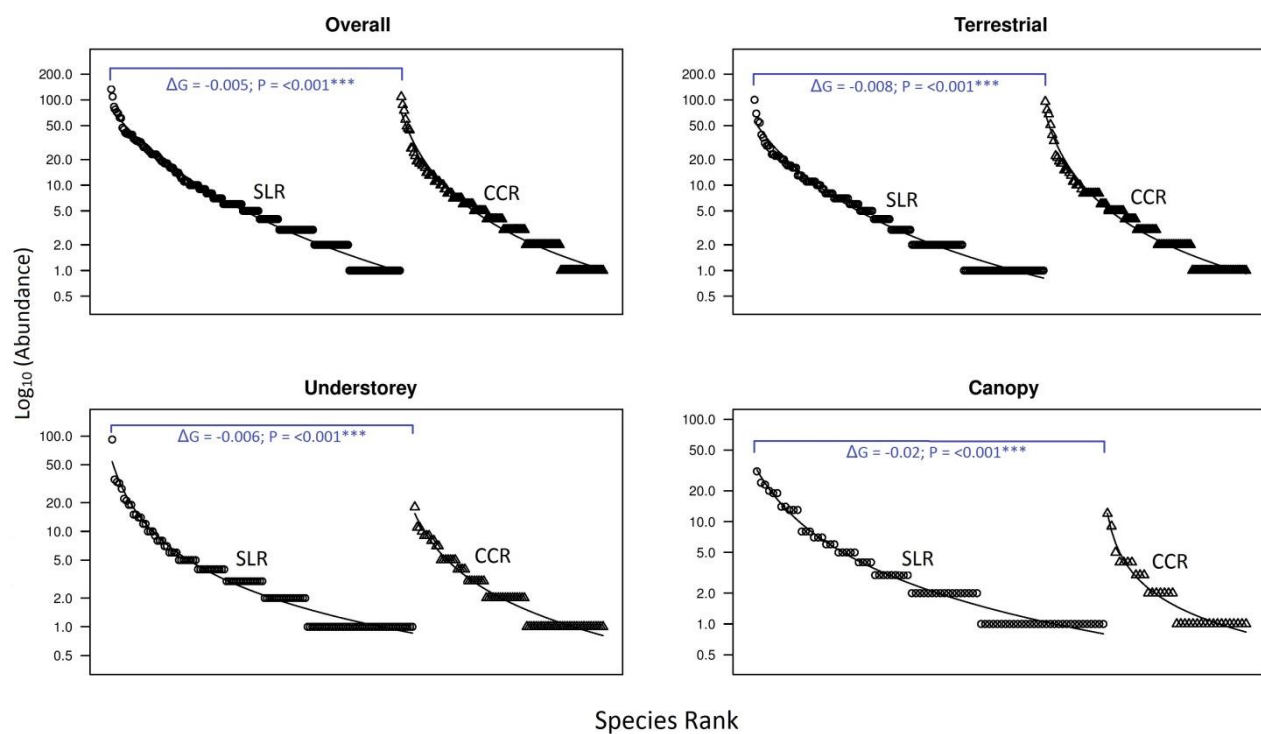 Overall
Terrestrial
200.0
100.0
50.0
20.0
10.0
5.0
2.0
1.0
0.5
ΔG = -0.005; P = <0.001***
SLR
CCR
200.0
100.0
50.0
20.0
10.0
5.0
2.0
1.0
0.5
ΔG = -0.008; P = <0.001***
SLR
CCR
Log₁₀ (Abundance)
Understorey
Canopy
100.0
50.0
20.0
10.0
5.0
2.0
1.0
0.5
ΔG = -0.006; P = <0.001***
SLR
CCR
100.0
50.0
20.0
10.0
5.0
2.0
1.0
0.5
ΔG = -0.02; P = <0.001***
SLR
CCR
Species Rank